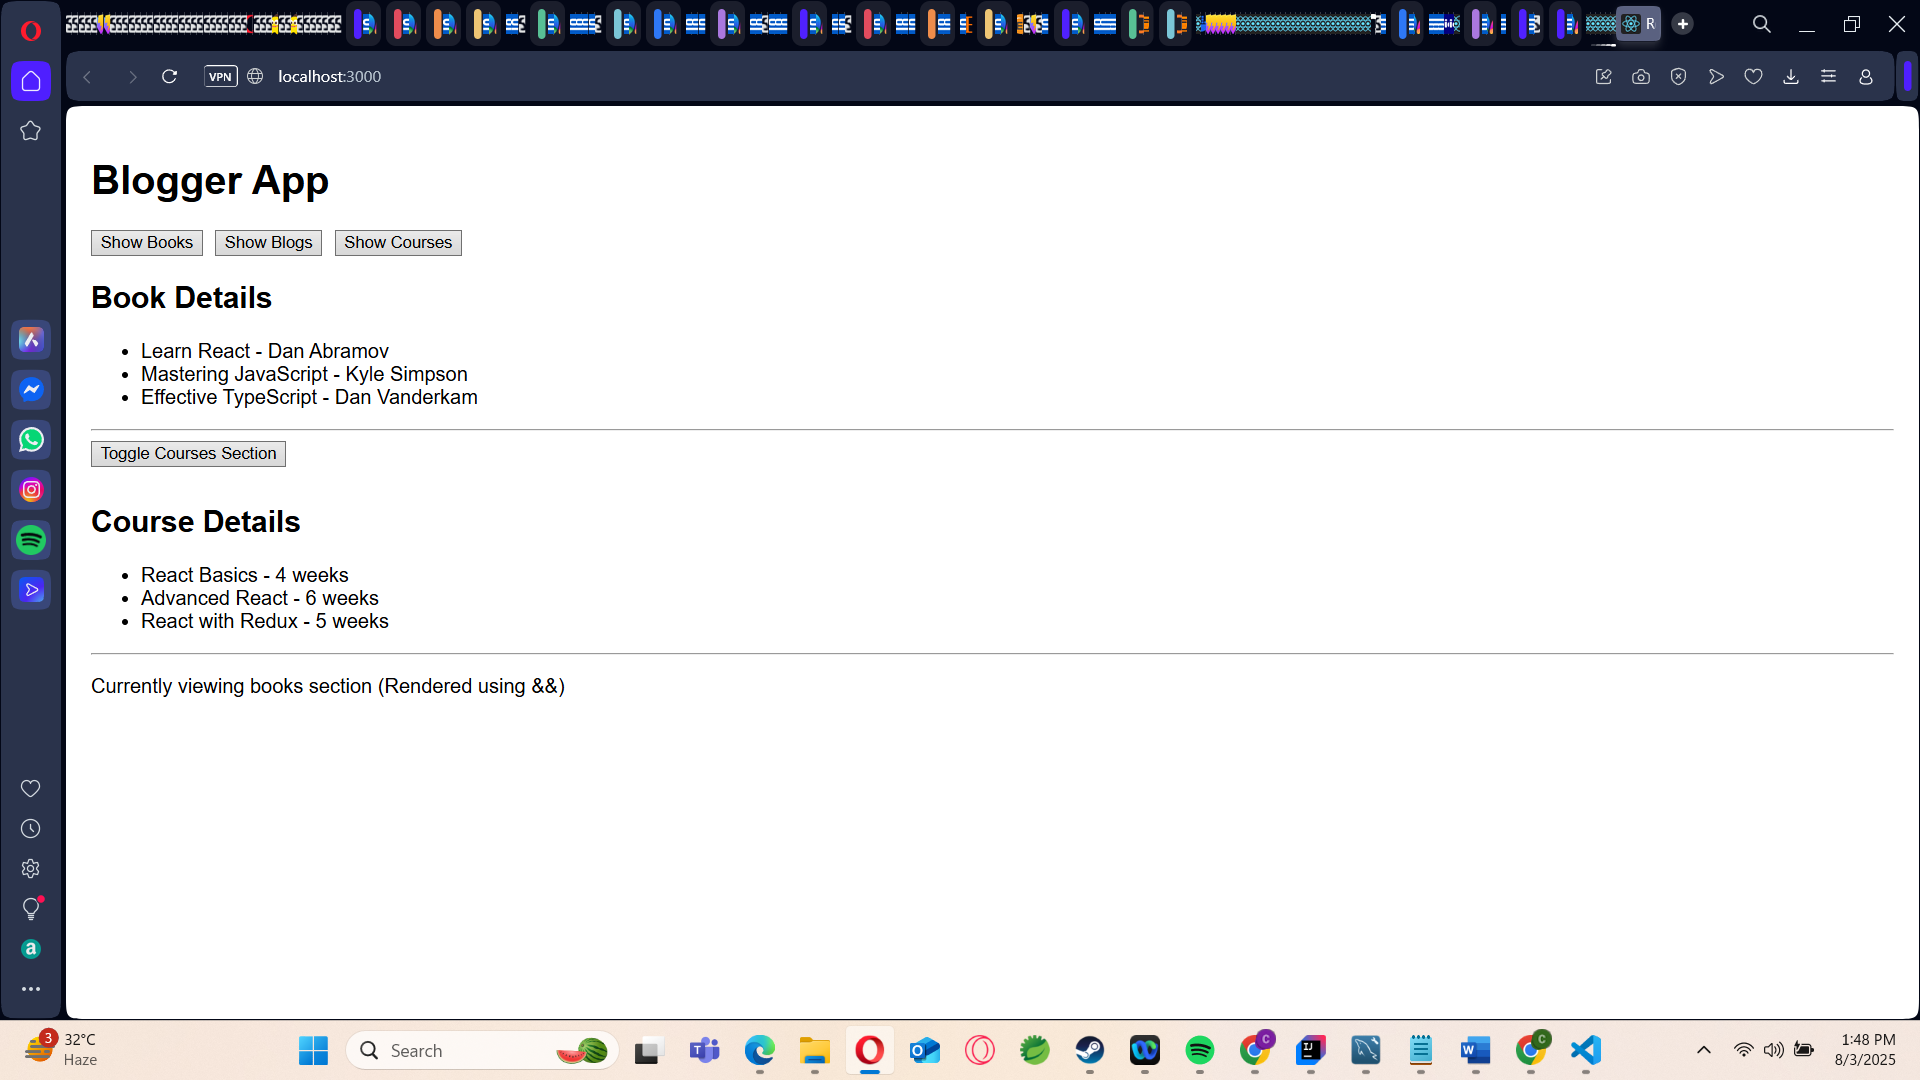 R
VPN
localhost:3000
Blogger App
Show Books
Show Blogs
Show Courses
Book Details
• Learn React - Dan Abramov
• Mastering JavaScript - Kyle Simpson
• Effective TypeScript - Dan Vanderkam
Toggle Courses Section
Course Details
• React Basics - 4 weeks
• Advanced React - 6 weeks
• React with Redux - 5 weeks
Currently viewing books section (Rendered using &&)
3
32°C
Haze
Search
1:48 PM
8/3/2025